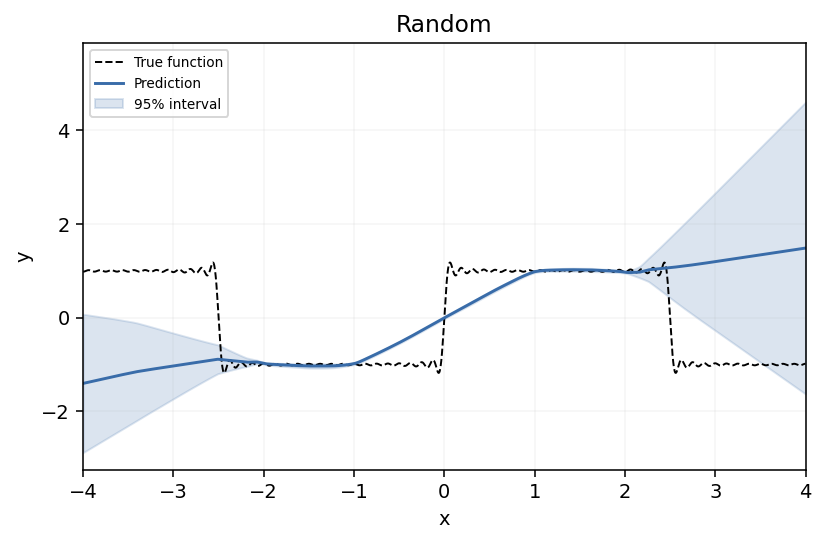 Random
True function
Prediction
95% interval
4
2
0
−2
y
−4 −3 −2 −1 0 1 2 3 4
x